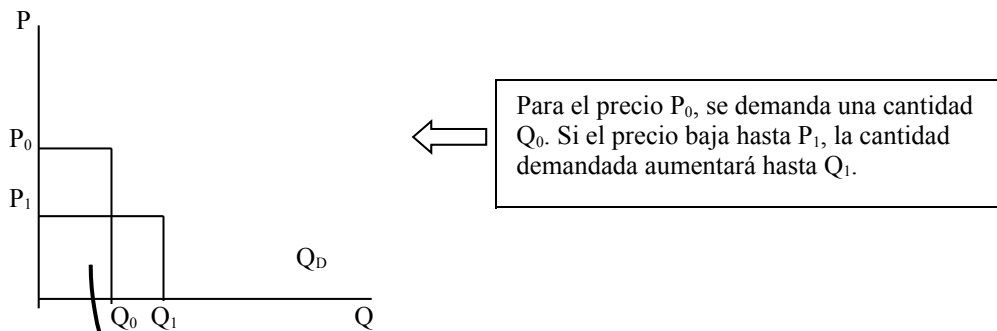 P
P₀
P₁
Q_D
Q₀ Q₁ Q
Para el precio P₀, se demanda una cantidad
Q₀. Si el precio baja hasta P₁, la cantidad
demandada aumentará hasta Q₁.